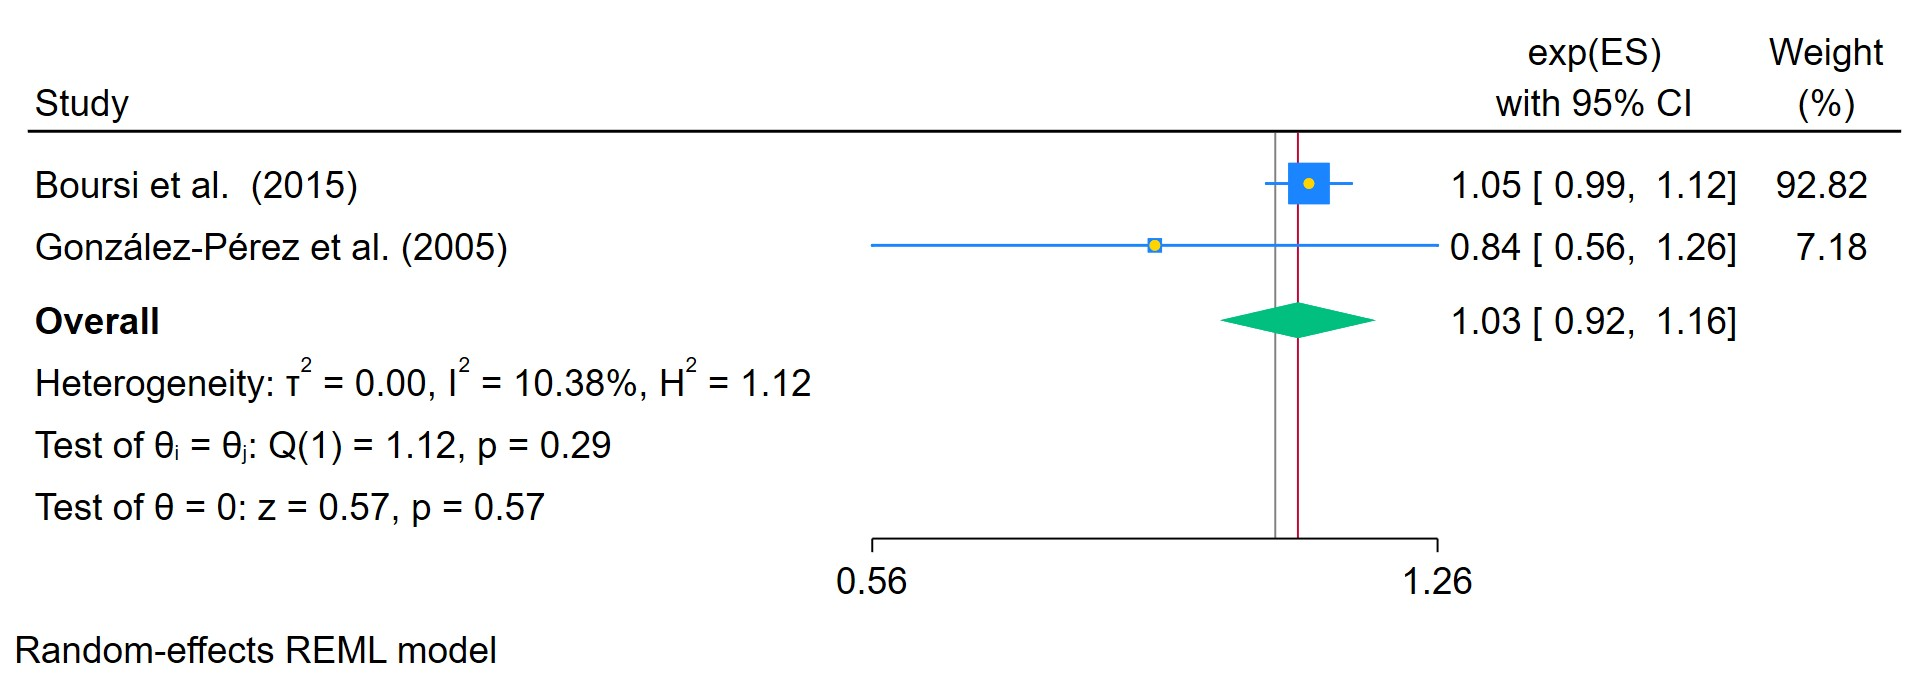 Study exp(ES) with 95% CI Weight (%)
Boursi et al. (2015) 1.05 [ 0.99, 1.12] 92.82
González-Pérez et al. (2005) 0.84 [ 0.56, 1.26] 7.18
Overall 1.03 [ 0.92, 1.16]
Heterogeneity: τ² = 0.00, I² = 10.38%, H² = 1.12
Test of θᵢ = θⱼ: Q(1) = 1.12, p = 0.29
Test of θ = 0: z = 0.57, p = 0.57
0.56 1.26
Random-effects REML model